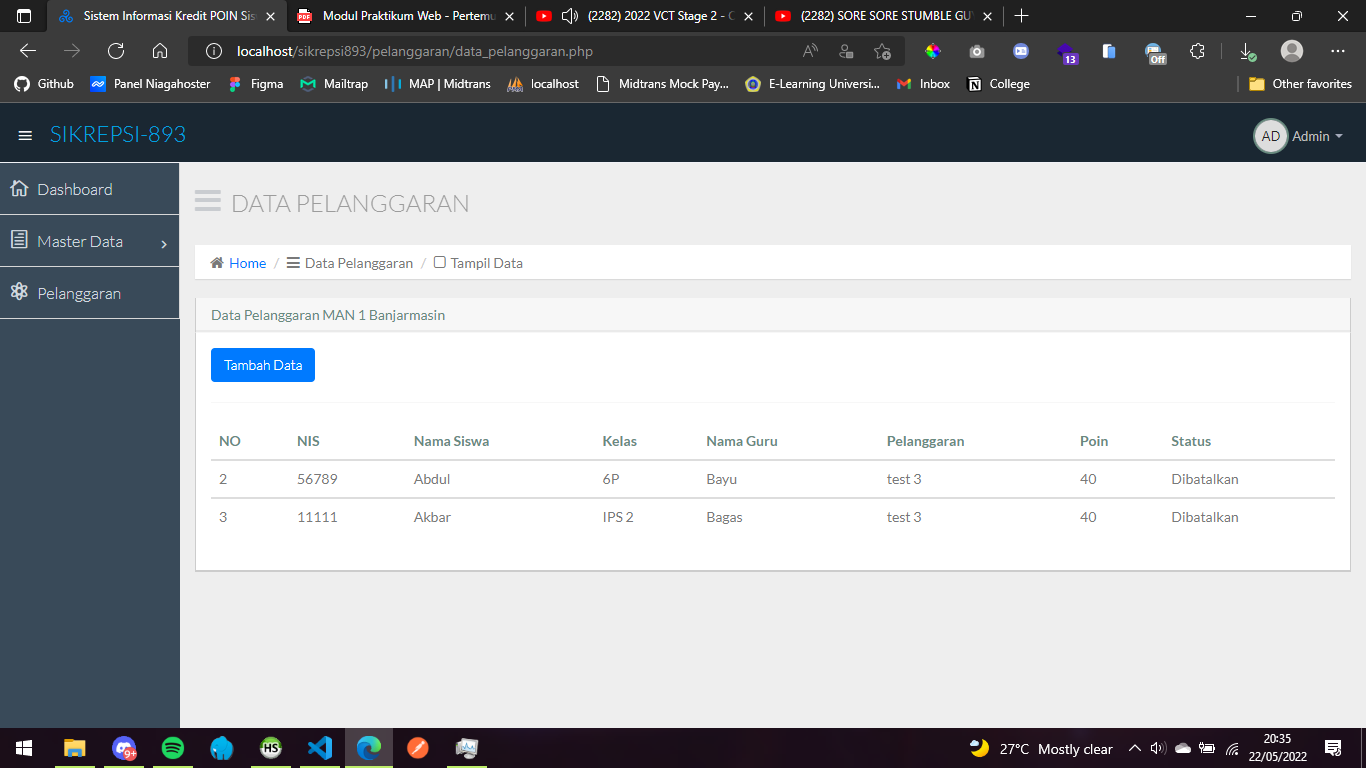 Sistem Informasi Kredit POIN Sis
Modul Praktikum Web - Pertemu
(2282) 2022 VCT Stage 2 - C
(2282) SORE SORE STUMBLE GU
localhost/sikrepsi893/pelanggaran/data_pelanggaran.php
13
Off
Github
Panel Niagahoster
Figma
Mailtrap
MAP | Midtrans
localhost
Midtrans Mock Pay...
E-Learning Universi...
Inbox
College
Other favorites
SIKREPSI-893
AD Admin
Dashboard
Master Data
Pelanggaran
DATA PELANGGARAN
Home / Data Pelanggaran / Tampil Data
Data Pelanggaran MAN 1 Banjarmasin
Tambah Data
NO NIS Nama Siswa Kelas Nama Guru Pelanggaran Poin Status
2 56789 Abdul 6P Bayu test 3 40 Dibatalkan
3 11111 Akbar IPS 2 Bagas test 3 40 Dibatalkan
9+
HS
27°C Mostly clear
20:35
22/05/2022